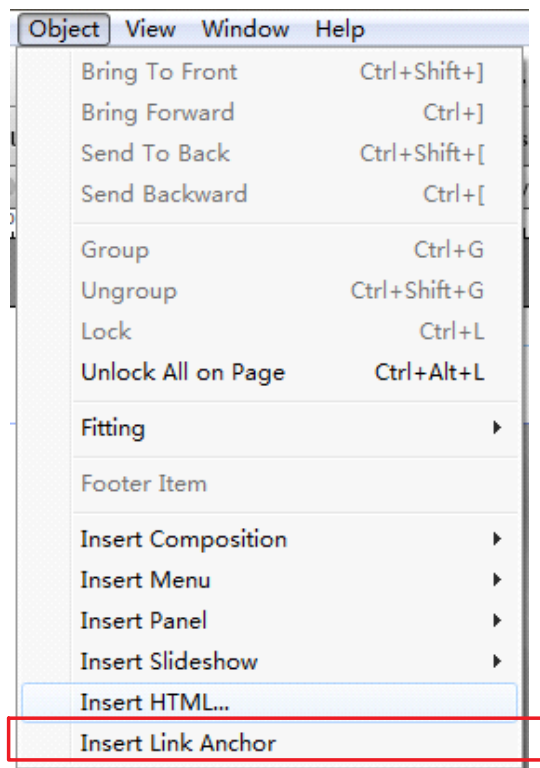 Object View Window Help
Bring To Front Ctrl+Shift+]
Bring Forward Ctrl+]
Send To Back Ctrl+Shift+[
Send Backward Ctrl+[
Group Ctrl+G
Ungroup Ctrl+Shift+G
Lock Ctrl+L
Unlock All on Page Ctrl+Alt+L
Fitting
Footer Item
Insert Composition
Insert Menu
Insert Panel
Insert Slideshow
Insert HTML...
Insert Link Anchor